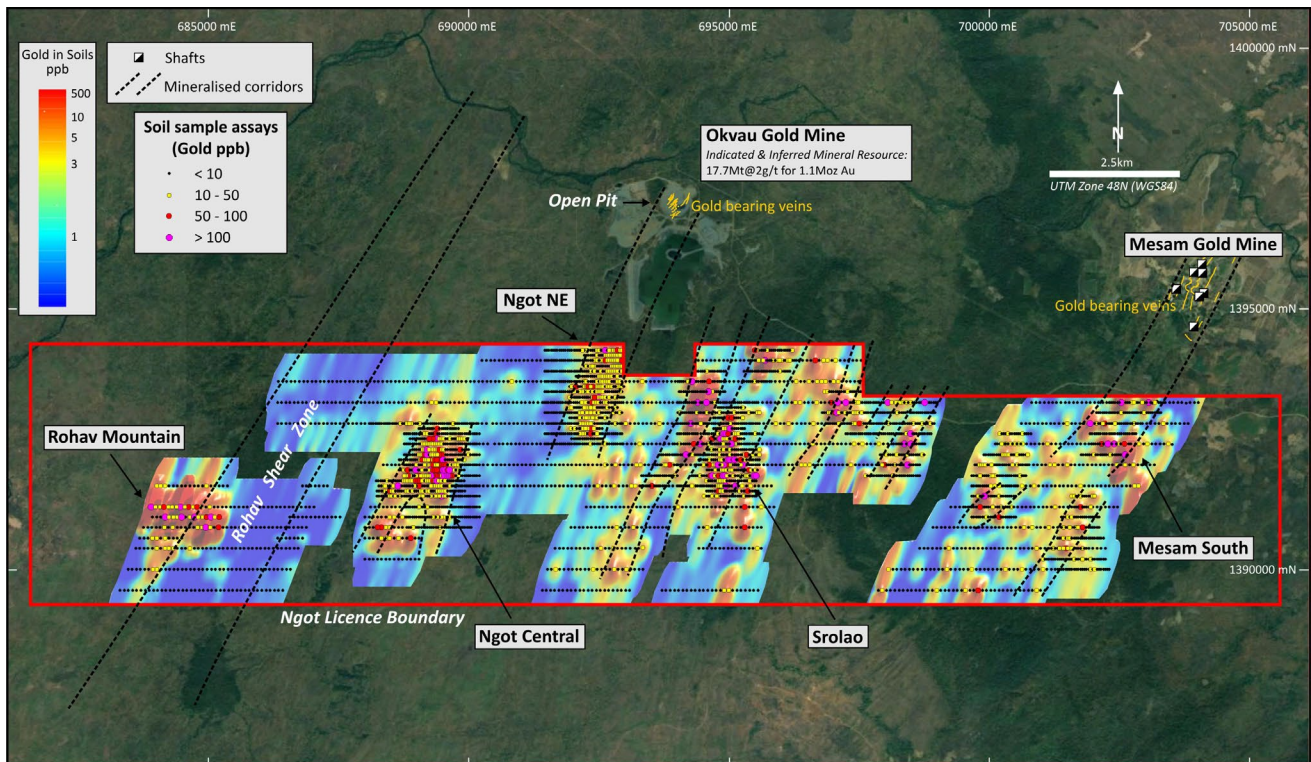 685000 mE
690000 mE
695000 mE
700000 mE
705000 mE
1400000 mN
Gold in Soils
ppb
500
10
5
3
1
Shafts
Mineralised corridors
Soil sample assays
(Gold ppb)
< 10
10 - 50
50 - 100
> 100
Okvau Gold Mine
Indicated & Inferred Mineral Resource:
17.7Mt@2g/t for 1.1Moz Au
N
2.5km
UTM Zone 48N (WGS84)
Open Pit
Gold bearing veins
Mesam Gold Mine
Gold bearing veins
1395000 mN
Ngot NE
Rohav Mountain
Rohav Shear Zone
Mesam South
1390000 mN
Ngot Licence Boundary
Ngot Central
Srolao